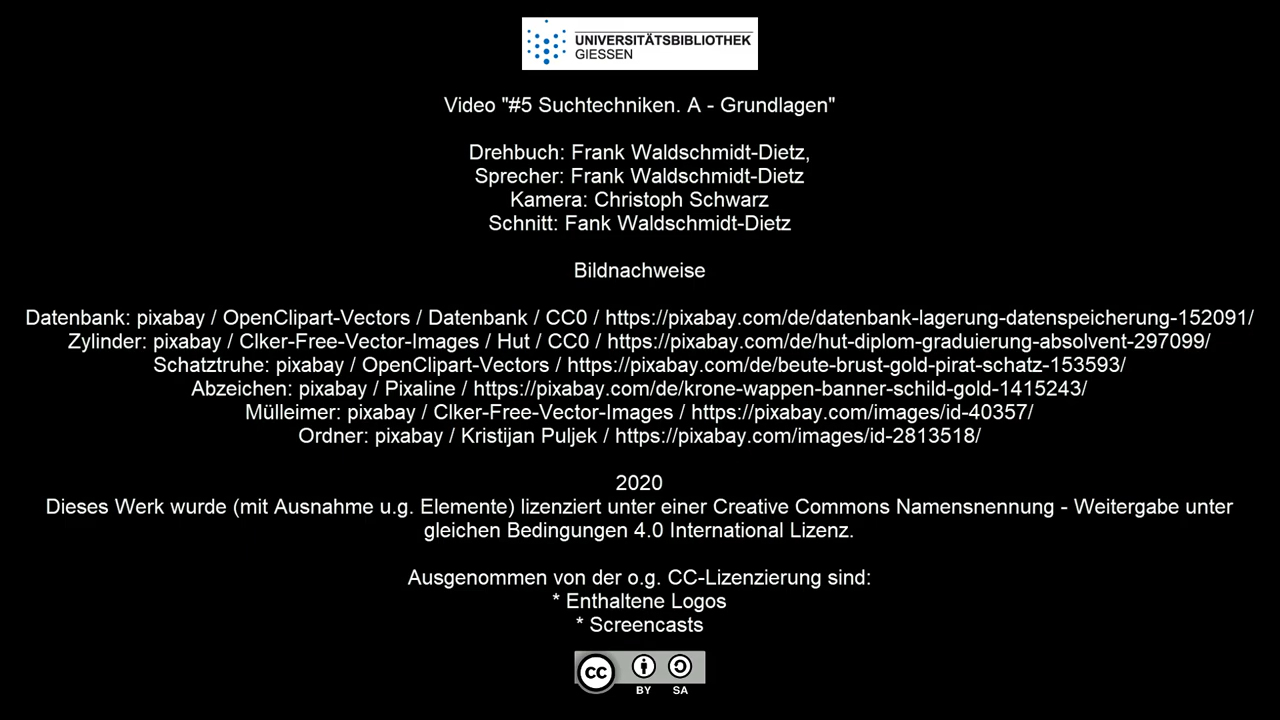 UNIVERSITÄTSBIBLIOTHEK
GIESSEN
Video "#5 Suchtechniken. A - Grundlagen"
Drehbuch: Frank Waldschmidt-Dietz,
Sprecher: Frank Waldschmidt-Dietz
Kamera: Christoph Schwarz
Schnitt: Fank Waldschmidt-Dietz
Bildnachweise
Datenbank: pixabay / OpenClipart-Vectors / Datenbank / CC0 / https://pixabay.com/de/datenbank-lagerung-datenspeicherung-152091/
Zylinder: pixabay / Clker-Free-Vector-Images / Hut / CC0 / https://pixabay.com/de/hut-diplom-graduierung-absolvent-297099/
Schatztruhe: pixabay / OpenClipart-Vectors / https://pixabay.com/de/beute-brust-gold-pirat-schatz-153593/
Abzeichen: pixabay / Pixaline / https://pixabay.com/de/krone-wappen-banner-schild-gold-1415243/
Mülleimer: pixabay / Clker-Free-Vector-Images / https://pixabay.com/images/id-40357/
Ordner: pixabay / Kristijan Puljek / https://pixabay.com/images/id-2813518/
2020
Dieses Werk wurde (mit Ausnahme u.g. Elemente) lizenziert unter einer Creative Commons Namensnennung - Weitergabe unter
gleichen Bedingungen 4.0 International Lizenz.
Ausgenommen von der o.g. CC-Lizenzierung sind:
* Enthaltene Logos
* Screencasts
cc
BY SA